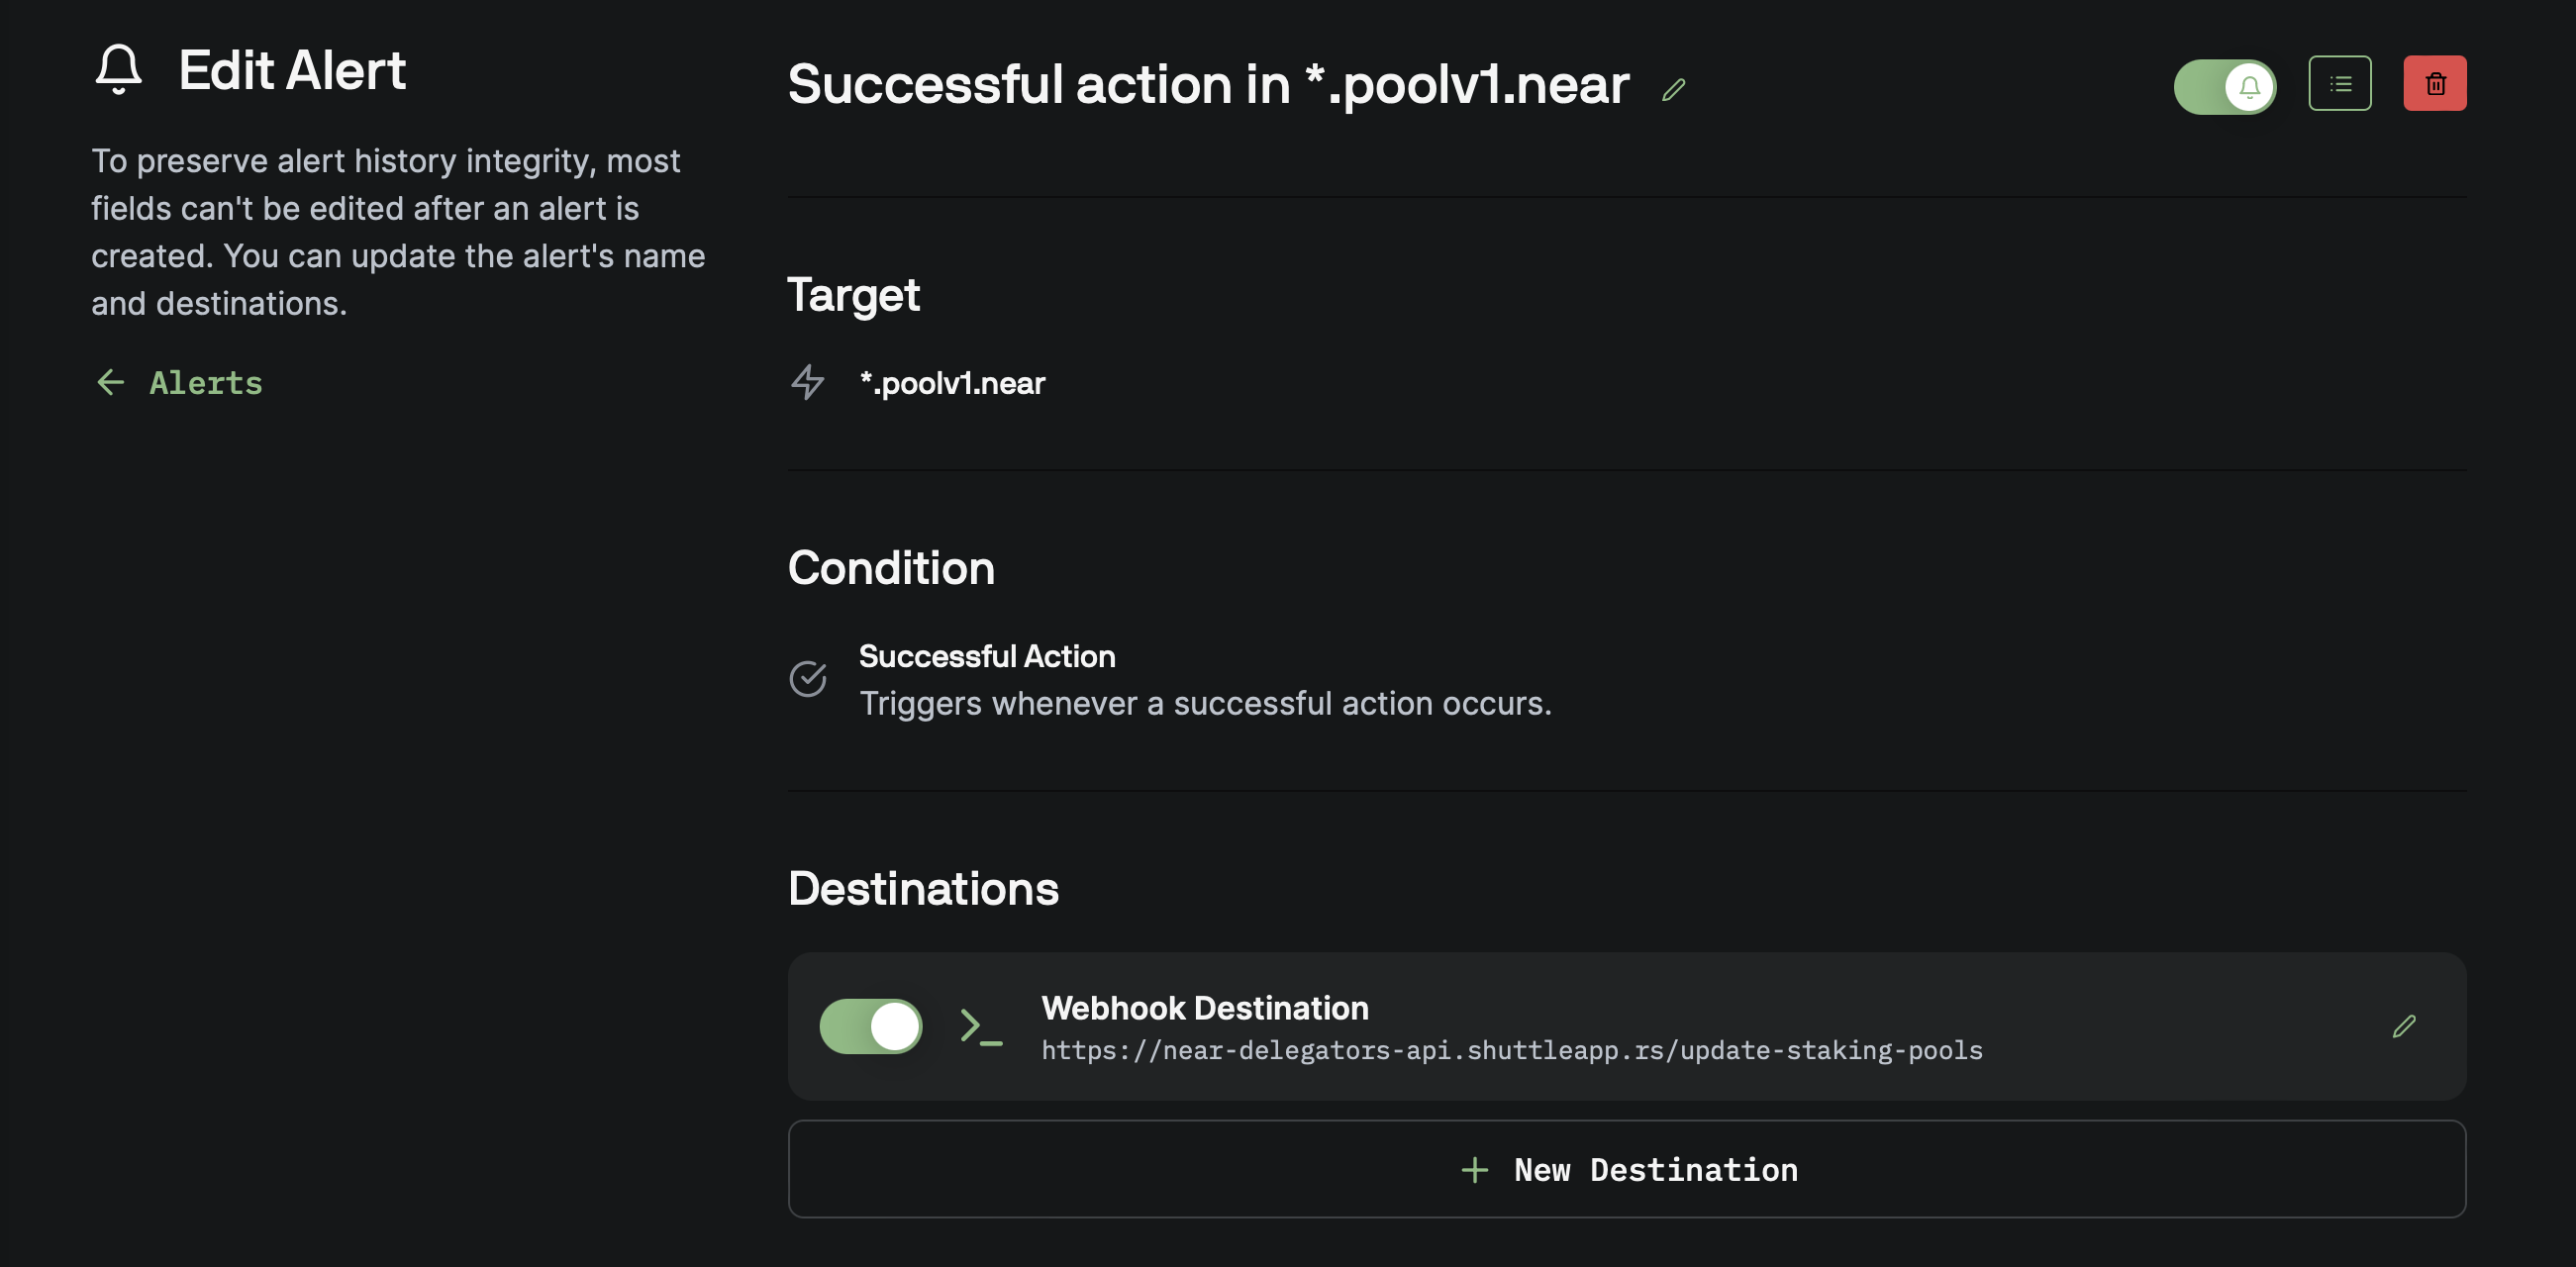 Edit Alert
To preserve alert history integrity, most
fields can't be edited after an alert is
created. You can update the alert's name
and destinations.
Alerts
Successful action in *.poolv1.near
Target
*.poolv1.near
Condition
Successful Action
Triggers whenever a successful action occurs.
Destinations
Webhook Destination
https://near-delegators-api.shuttleapp.rs/update-staking-pools
New Destination